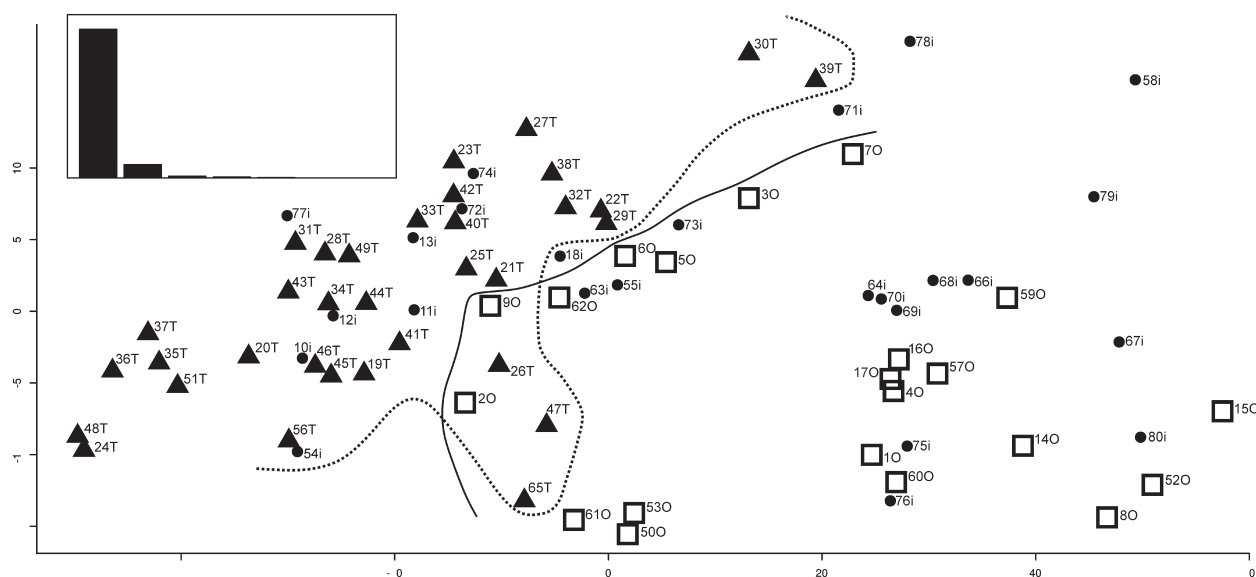 30T
78i
39T
58i
71i
27T
23T
7O
38T
74i
10
42T
79i
3O
32T
22T
33T
72i
77i
29T
40T
73i
31T
13i
28T
49T
5
6O
18i
25T
5O
21T
43T
34T
44T
63i
55i
64i
68i
66i
70i
59O
9O
62O
69i
11i
0
12i
37T
41T
67i
16O
10i
46T
20T
36T
35T
45T
19T
26T
57O
17O
51T
4O
-5
2O
47T
15O
48T
56T
80i
24T
54i
75i
14O
-1
1O
60O
52O
65T
76i
61O
53O
8O
50O
- 0
0
20
40
0